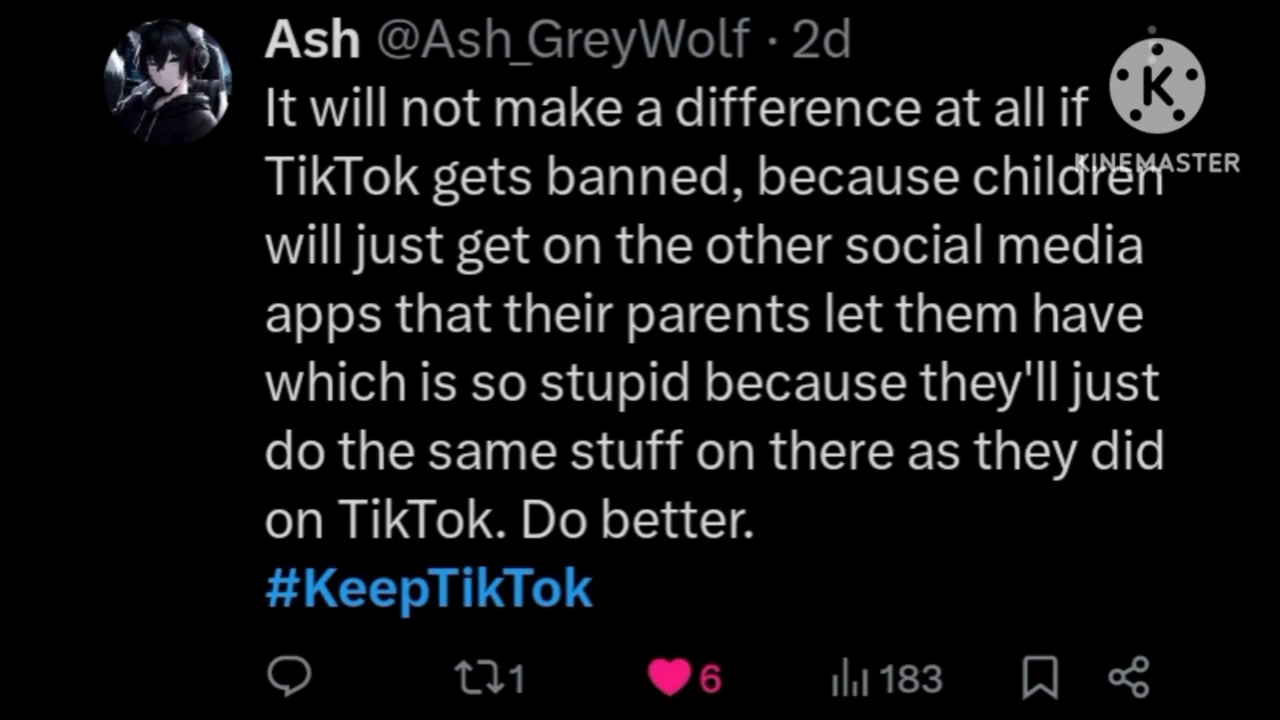 Ash @Ash_GreyWolf · 2d
It will not make a difference at all if
K
KINEMASTER
TikTok gets banned, because children
will just get on the other social media
apps that their parents let them have
which is so stupid because they'll just
do the same stuff on there as they did
on TikTok. Do better.
#KeepTikTok
1 6 183